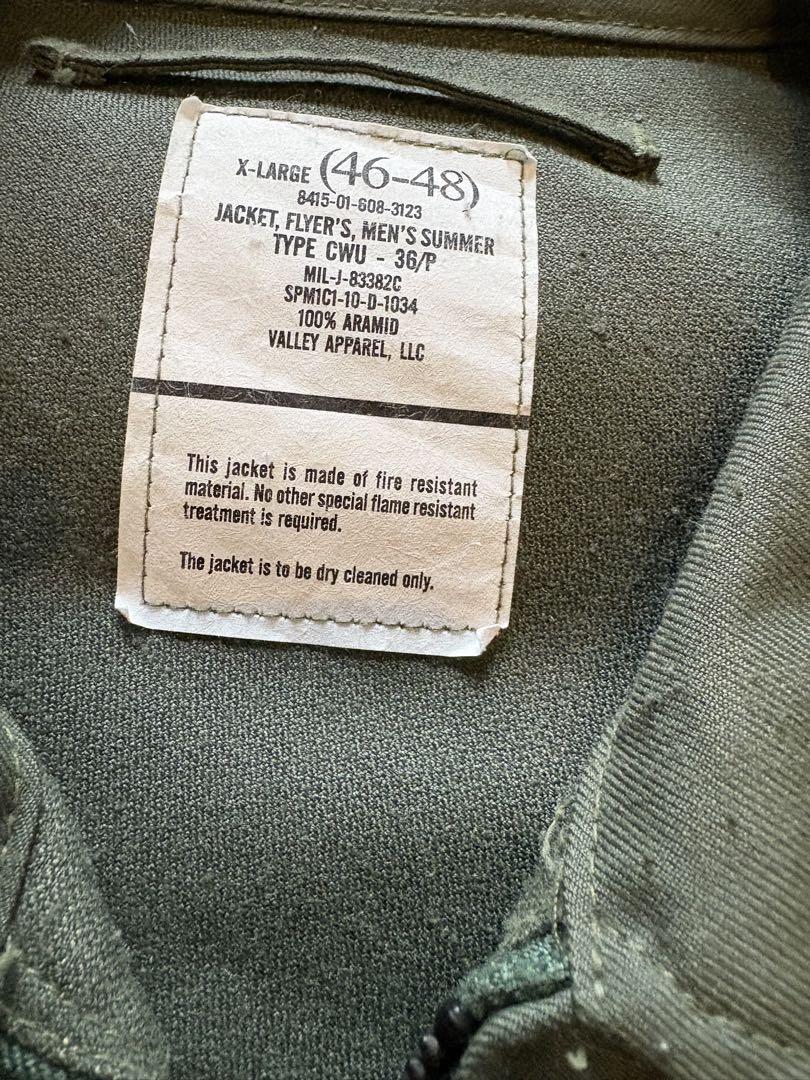 X-LARGE (46-48)
8415-01-608-3123
JACKET, FLYER'S, MEN'S SUMMER
TYPE CWU - 36/P
MIL-J-83382C
SPM1C1-10-D-1034
100% ARAMID
VALLEY APPAREL, LLC
This jacket is made of fire resistant
material. No other special flame resistant
treatment is required.
The jacket is to be dry cleaned only.